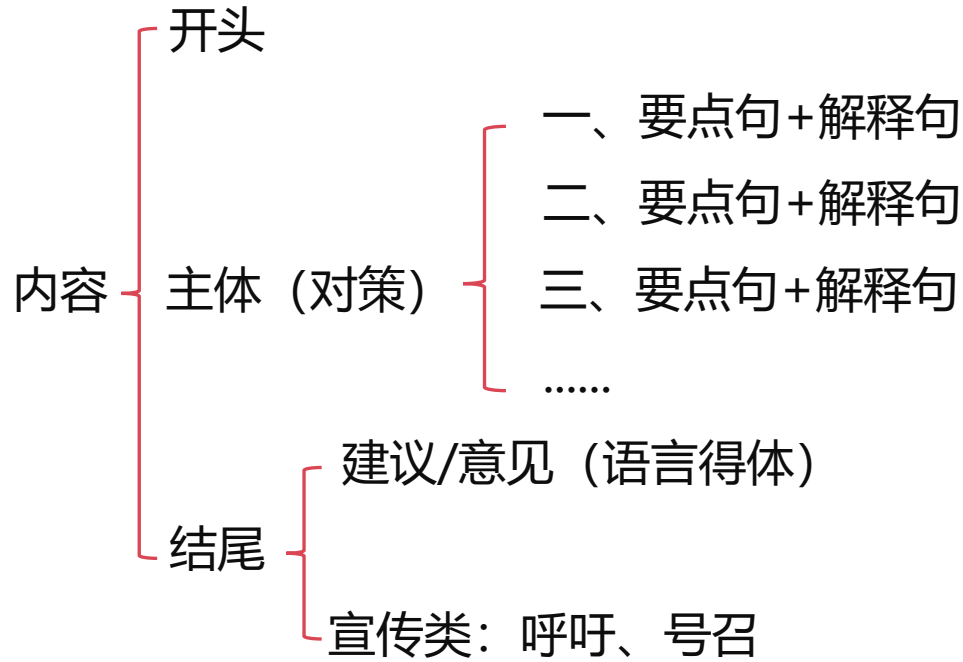 内容
开头
主体（对策）
一、要点句+解释句
二、要点句+解释句
三、要点句+解释句
......
结尾
建议/意见（语言得体）
宣传类：呼吁、号召